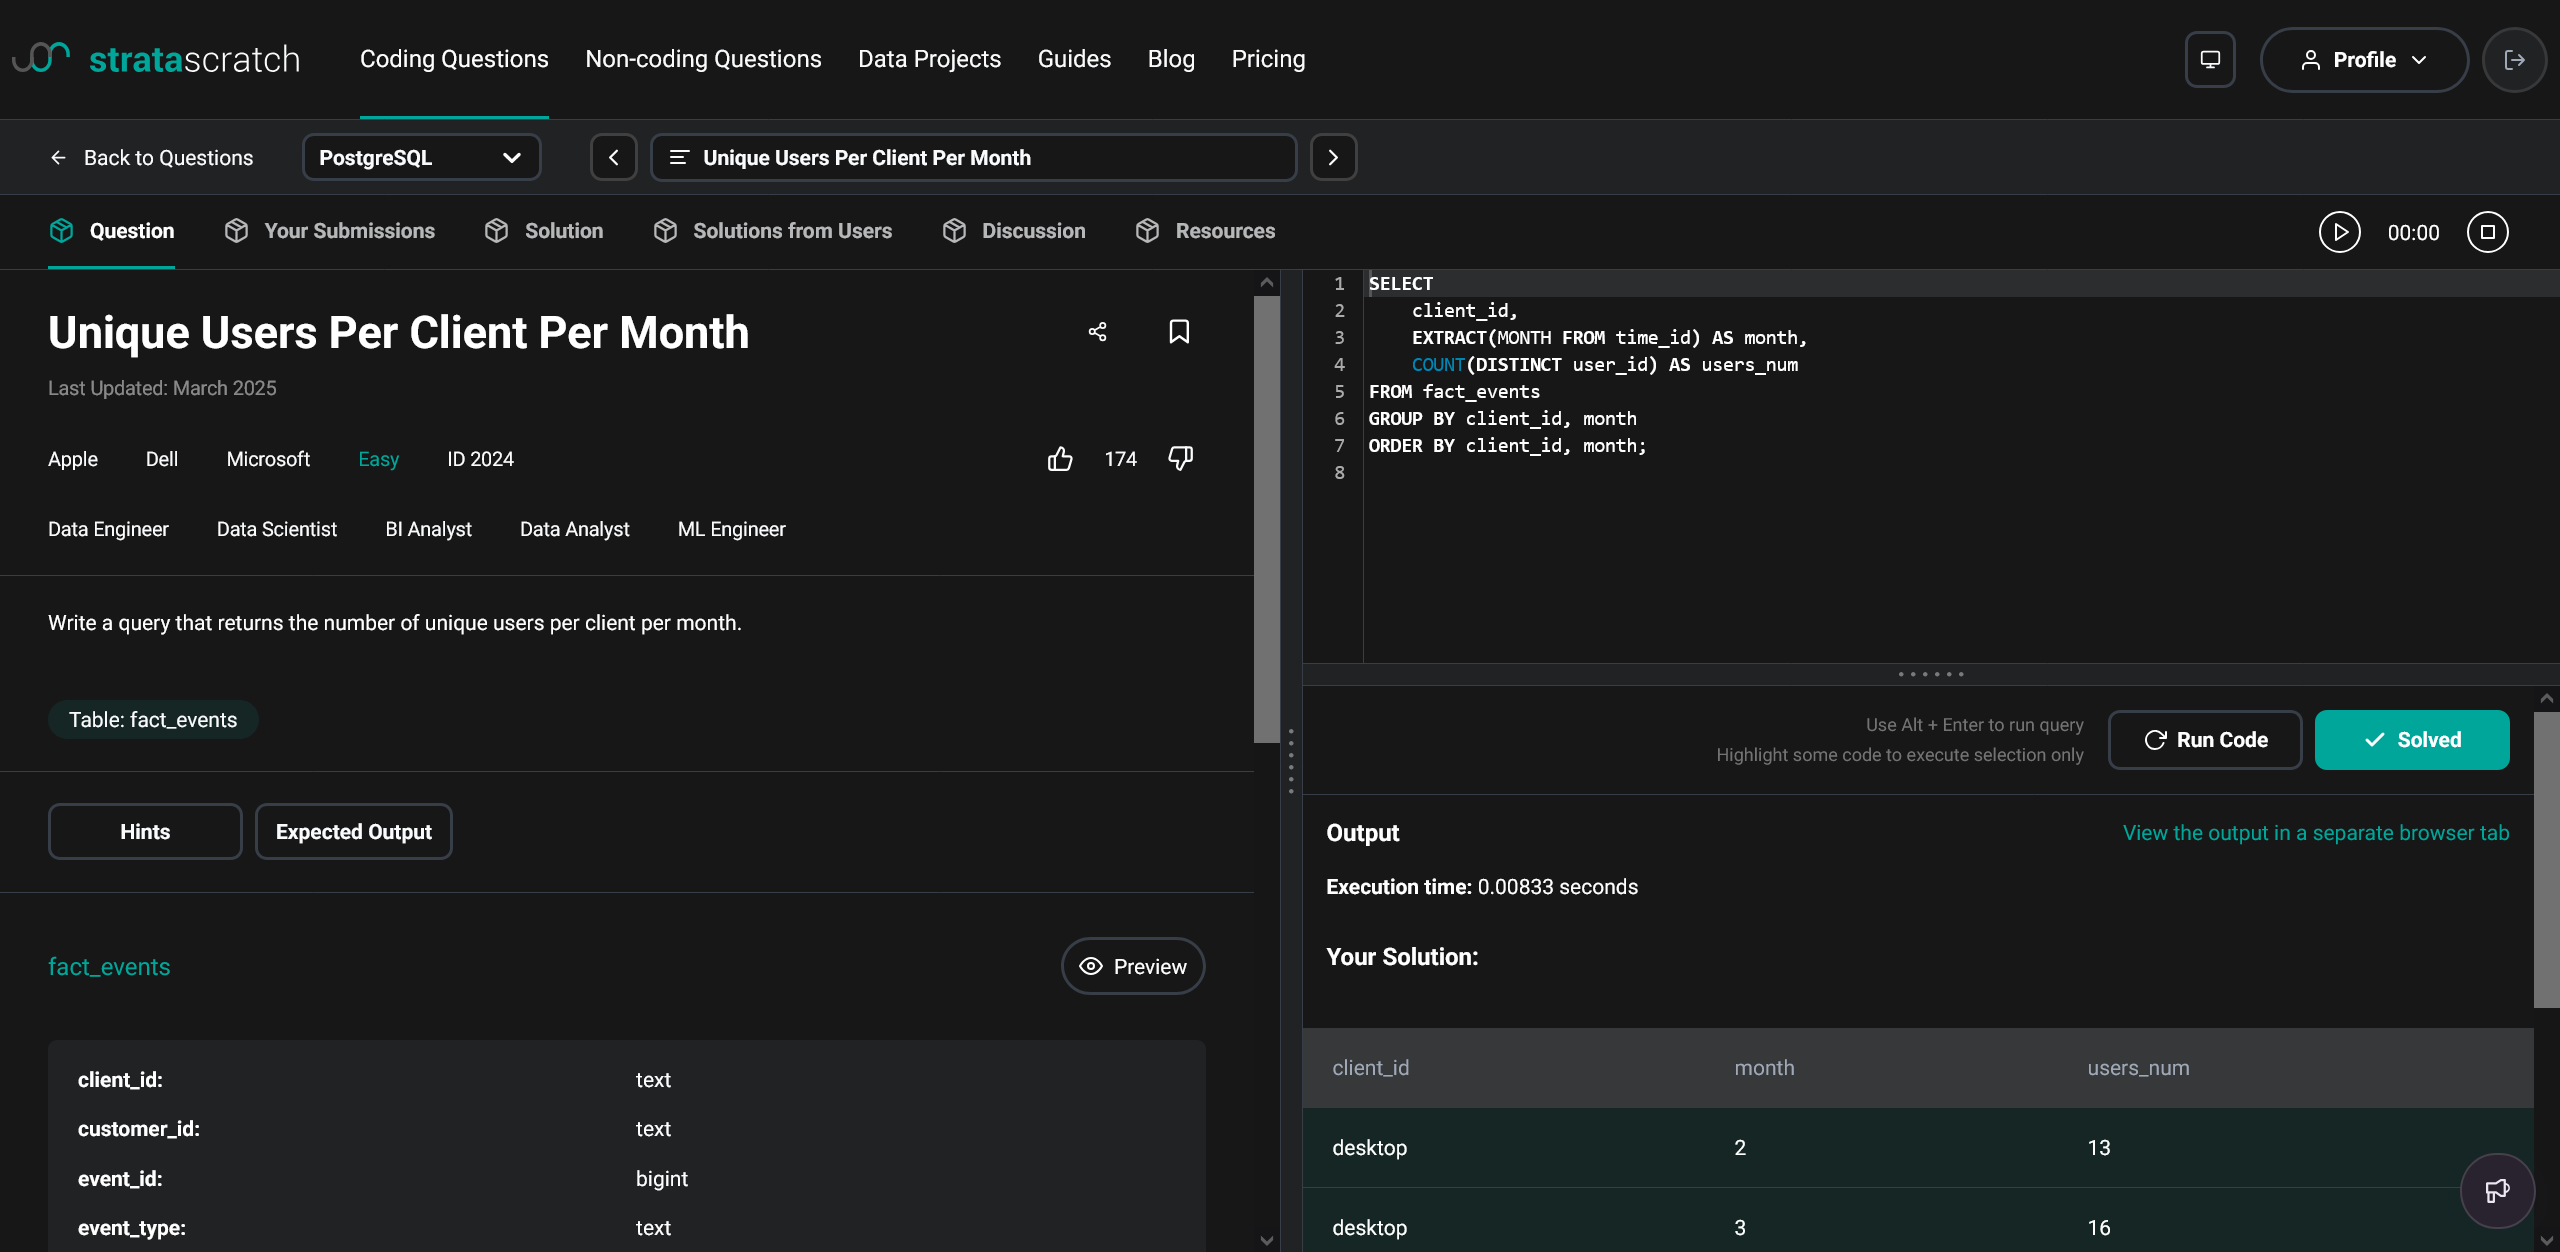 stratascratch
Coding Questions Non-coding Questions Data Projects Guides Blog Pricing
Profile
Back to Questions
PostgreSQL
Unique Users Per Client Per Month
Question Your Submissions Solution Solutions from Users Discussion Resources
00:00
Unique Users Per Client Per Month
Last Updated: March 2025
Apple Dell Microsoft Easy ID 2024
174
Data Engineer Data Scientist BI Analyst Data Analyst ML Engineer
Write a query that returns the number of unique users per client per month.
Table: fact_events
Hints
Expected Output
fact_events
Preview
client_id: text
customer_id: text
event_id: bigint
event_type: text
1 SELECT
2     client_id,
3     EXTRACT(MONTH FROM time_id) AS month,
4     COUNT(DISTINCT user_id) AS users_num
5 FROM fact_events
6 GROUP BY client_id, month
7 ORDER BY client_id, month;
8
Use Alt + Enter to run query
Highlight some code to execute selection only
Run Code
Solved
Output
View the output in a separate browser tab
Execution time: 0.00833 seconds
Your Solution:
client_id month users_num
desktop 2 13
desktop 3 16